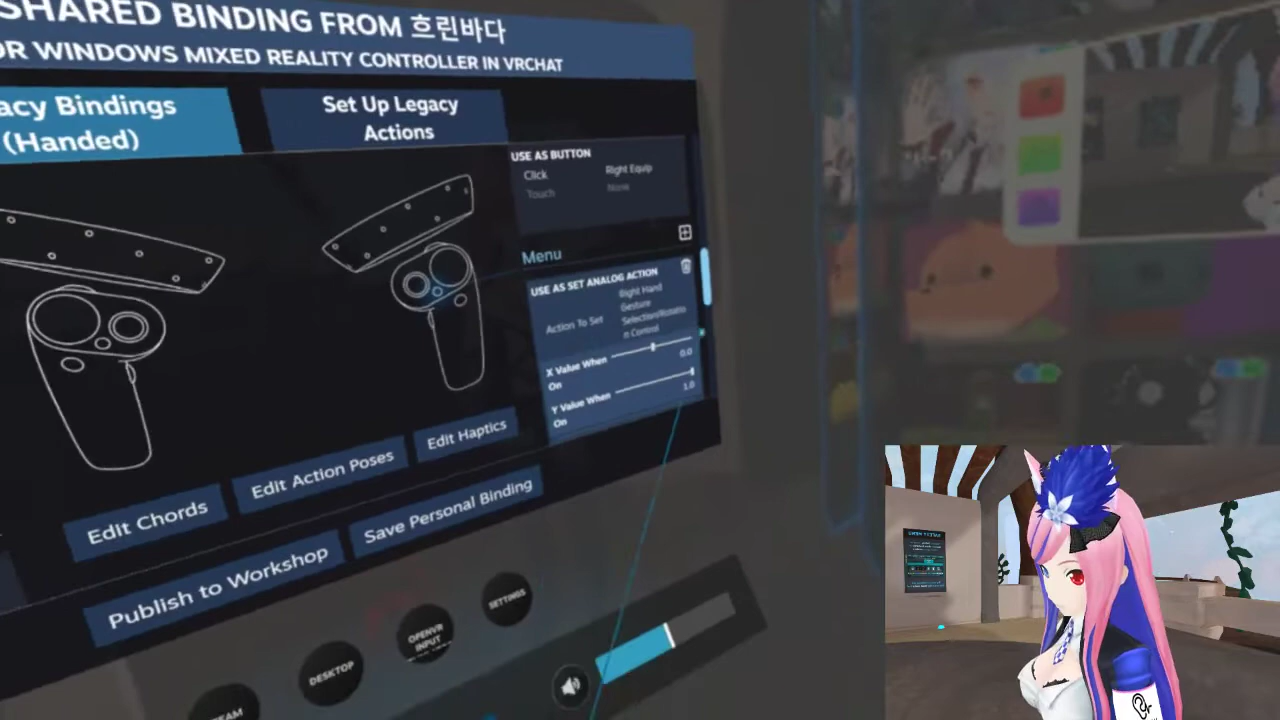 SHARED BINDING FROM 흐린바다
OR WINDOWS MIXED REALITY CONTROLLER IN VRCHAT
acy Bindings
(Handed)
Set Up Legacy
Actions
USE AS BUTTON
Click Right Equip
Touch None
Menu
USE AS SET ANALOG ACTION
Action To Set
Right Hand
Gesture
Selection/Rotatio
n Control
X Value When
On
0.0
Y Value When
On
1.0
Edit Chords
Edit Action Poses
Edit Haptics
Publish to Workshop
Save Personal Binding
DESKTOP
OPENVR
INPUT
SETTINGS